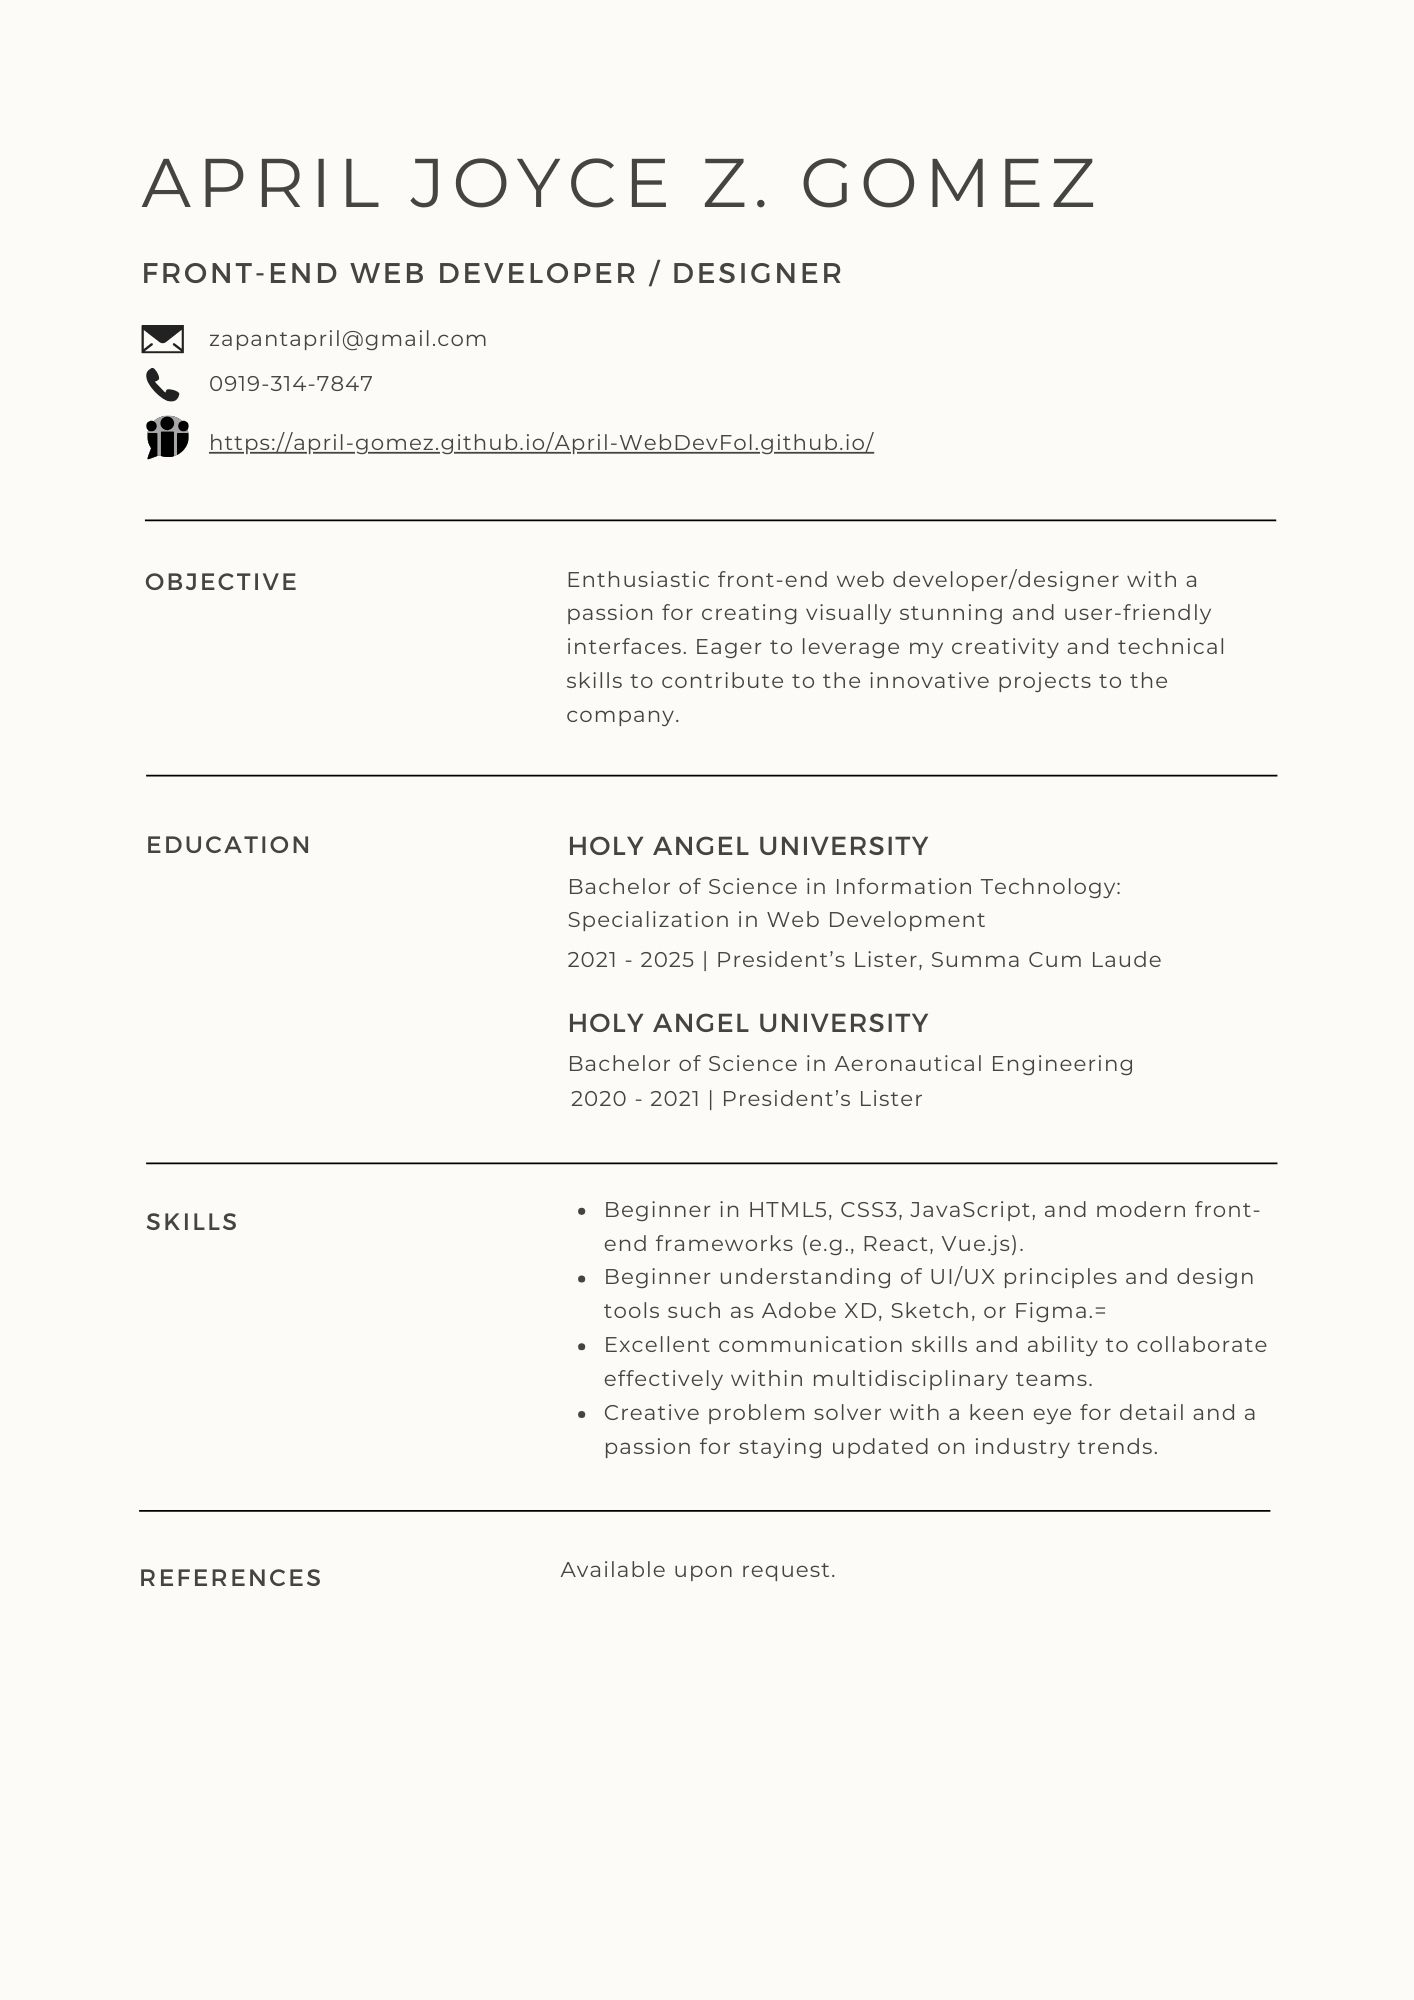 APRIL JOYCE Z. GOMEZ
FRONT-END WEB DEVELOPER / DESIGNER
zapantapril@gmail.com
0919-314-7847
https://april-gomez.github.io/April-WebDevFol.github.io/
OBJECTIVE
Enthusiastic front-end web developer/designer with a
passion for creating visually stunning and user-friendly
interfaces. Eager to leverage my creativity and technical
skills to contribute to the innovative projects to the
company.
EDUCATION
HOLY ANGEL UNIVERSITY
Bachelor of Science in Information Technology:
Specialization in Web Development
2021 - 2025 | President’s Lister, Summa Cum Laude
HOLY ANGEL UNIVERSITY
Bachelor of Science in Aeronautical Engineering
2020 - 2021 | President’s Lister
SKILLS
• Beginner in HTML5, CSS3, JavaScript, and modern front-
end frameworks (e.g., React, Vue.js).
• Beginner understanding of UI/UX principles and design
tools such as Adobe XD, Sketch, or Figma.=
• Excellent communication skills and ability to collaborate
effectively within multidisciplinary teams.
• Creative problem solver with a keen eye for detail and a
passion for staying updated on industry trends.
REFERENCES
Available upon request.